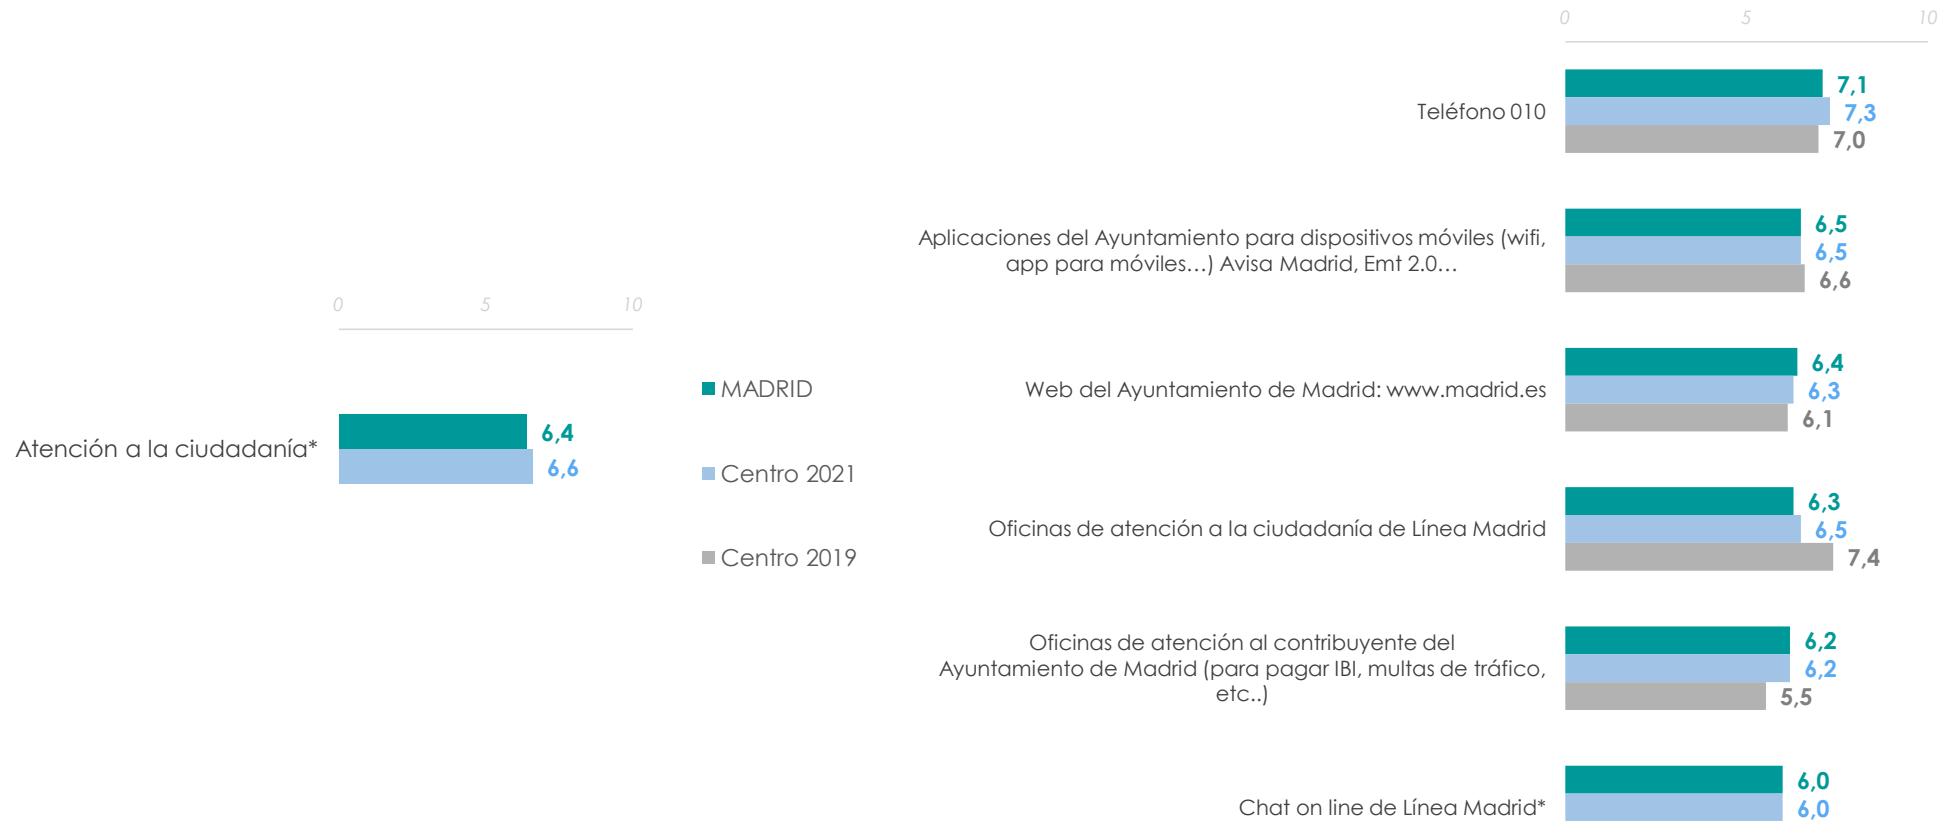 0 5 10
Atención a la ciudadanía*
6,4
6,6
MADRID
Centro 2021
Centro 2019
0 5 10
Teléfono 010
7,1
7,3
7,0
Aplicaciones del Ayuntamiento para dispositivos móviles (wifi,
app para móviles…) Avisa Madrid, Emt 2.0…
6,5
6,5
6,6
Web del Ayuntamiento de Madrid: www.madrid.es
6,4
6,3
6,1
Oficinas de atención a la ciudadanía de Línea Madrid
6,3
6,5
7,4
Oficinas de atención al contribuyente del
Ayuntamiento de Madrid (para pagar IBI, multas de tráfico,
etc..)
6,2
6,2
5,5
Chat on line de Línea Madrid*
6,0
6,0